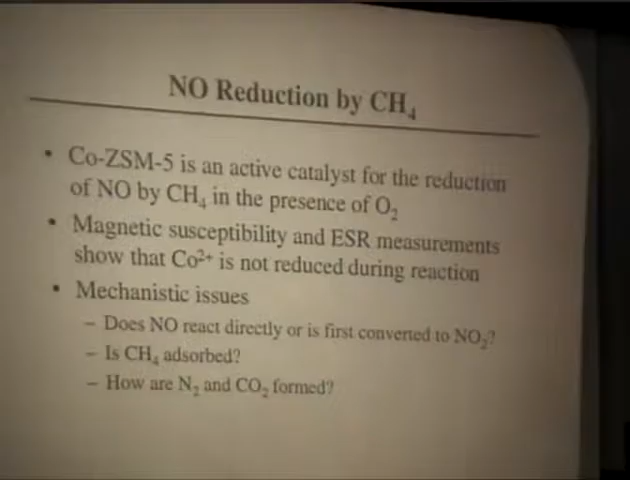 NO Reduction by CH₄
• Co-ZSM-5 is an active catalyst for the reduction
of NO by CH₄ in the presence of O₂
• Magnetic susceptibility and ESR measurements
show that Co²⁺ is not reduced during reaction
• Mechanistic issues
– Does NO react directly or is first converted to NO₂?
– Is CH₄ adsorbed?
– How are N₂ and CO₂ formed?